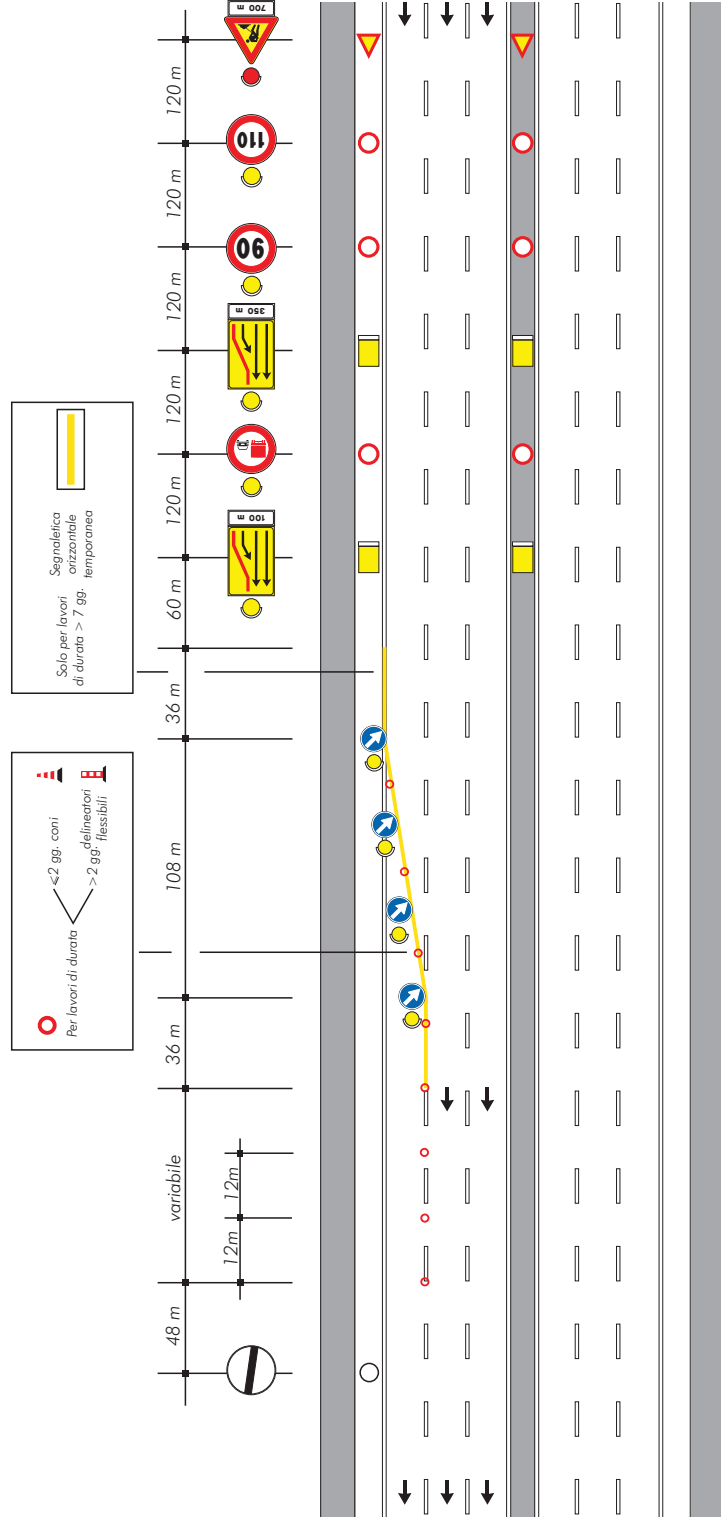 700 m
120 m
110
120 m
90
120 m
350 m
120 m
120 m
100 m
60 m
36 m
108 m
36 m
variabile
12m
12m
48 m
Solo per lavori
di durata > 7 gg.
Segnaletica
orizzontale
temporanea
Per lavori di durata
⩽2 gg. coni
>2 gg. delineatori
flessibili